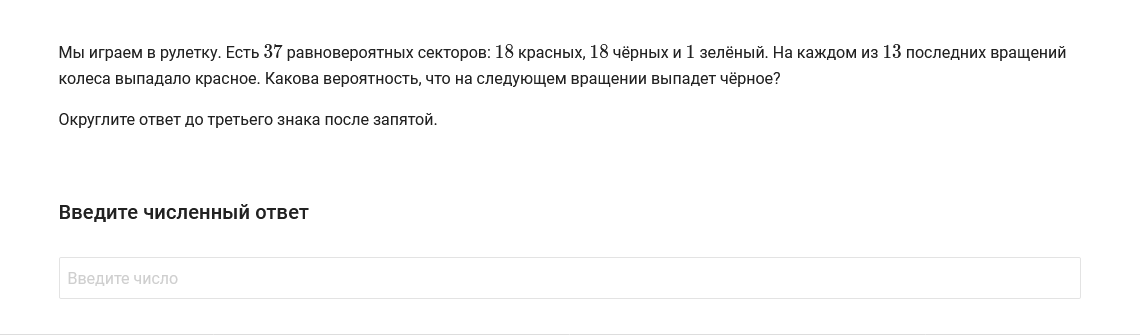 Мы играем в рулетку. Есть 37 равновероятных секторов: 18 красных, 18 чёрных и 1 зелёный. На каждом из 13 последних вращений
колеса выпадало красное. Какова вероятность, что на следующем вращении выпадет чёрное?
Округлите ответ до третьего знака после запятой.
Введите численный ответ
Введите число